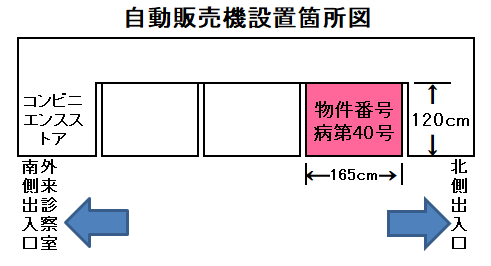 自動販売機設置箇所図
コンビニ
エンスス
トア
物件番号
病第40号
120cm
165cm
外来診察室
南側出入口
北側出入口